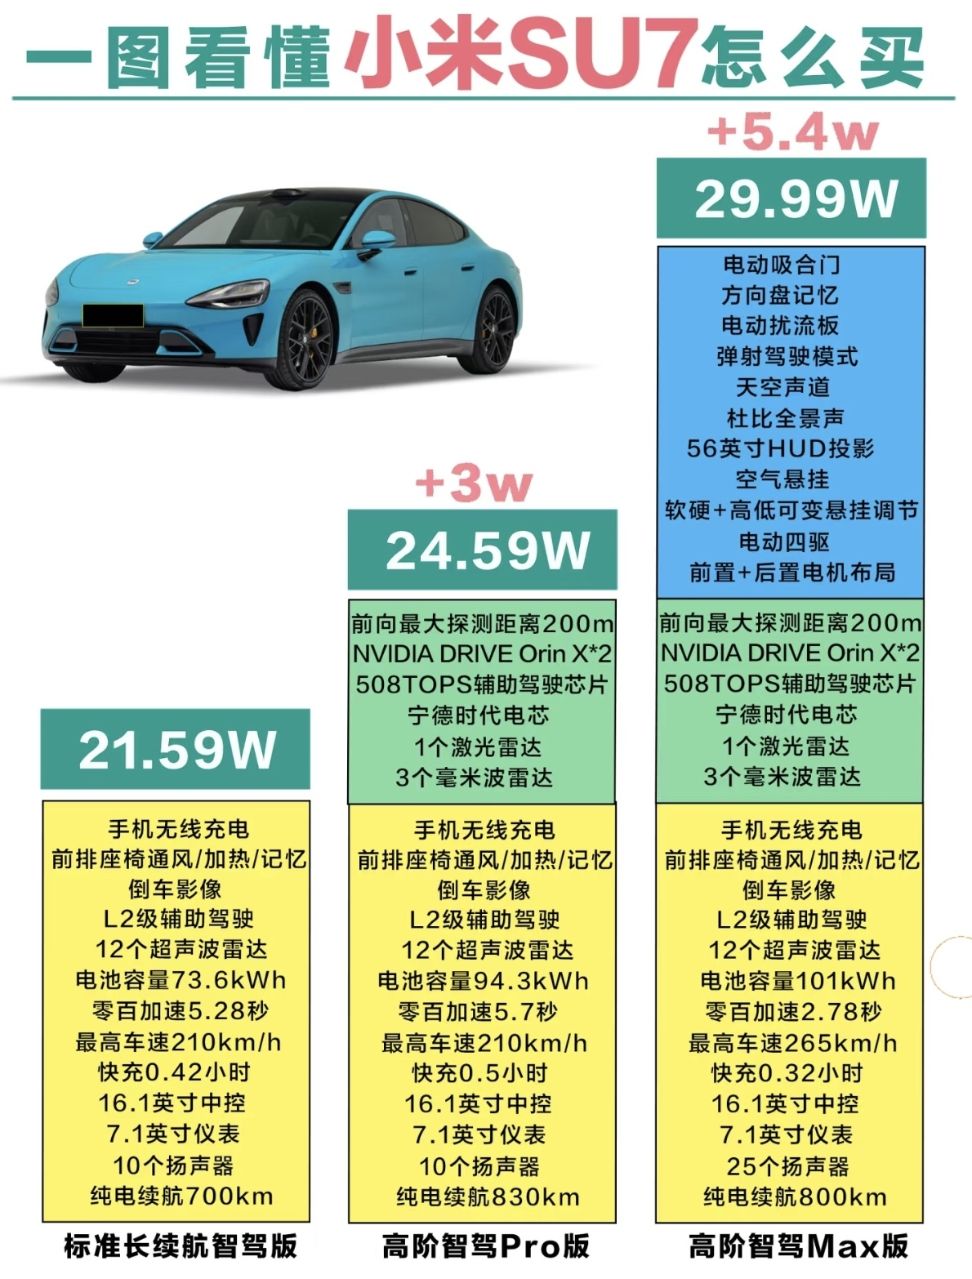 一图看懂小米SU7怎么买
+5.4w
29.99W
电动吸合门
方向盘记忆
电动扰流板
弹射驾驶模式
天空声道
杜比全景声
56英寸HUD投影
空气悬挂
软硬+高低可变悬挂调节
电动四驱
前置+后置电机布局
前向最大探测距离200m
NVIDIA DRIVE Orin X*2
508TOPS辅助驾驶芯片
宁德时代电芯
1个激光雷达
3个毫米波雷达
手机无线充电
前排座椅通风/加热/记忆
倒车影像
L2级辅助驾驶
12个超声波雷达
电池容量101kWh
零百加速2.78秒
最高车速265km/h
快充0.32小时
16.1英寸中控
7.1英寸仪表
25个扬声器
纯电续航800km
高阶智驾Max版
+3w
24.59W
前向最大探测距离200m
NVIDIA DRIVE Orin X*2
508TOPS辅助驾驶芯片
宁德时代电芯
1个激光雷达
3个毫米波雷达
手机无线充电
前排座椅通风/加热/记忆
倒车影像
L2级辅助驾驶
12个超声波雷达
电池容量94.3kWh
零百加速5.7秒
最高车速210km/h
快充0.5小时
16.1英寸中控
7.1英寸仪表
10个扬声器
纯电续航830km
高阶智驾Pro版
21.59W
手机无线充电
前排座椅通风/加热/记忆
倒车影像
L2级辅助驾驶
12个超声波雷达
电池容量73.6kWh
零百加速5.28秒
最高车速210km/h
快充0.42小时
16.1英寸中控
7.1英寸仪表
10个扬声器
纯电续航700km
标准长续航智驾版